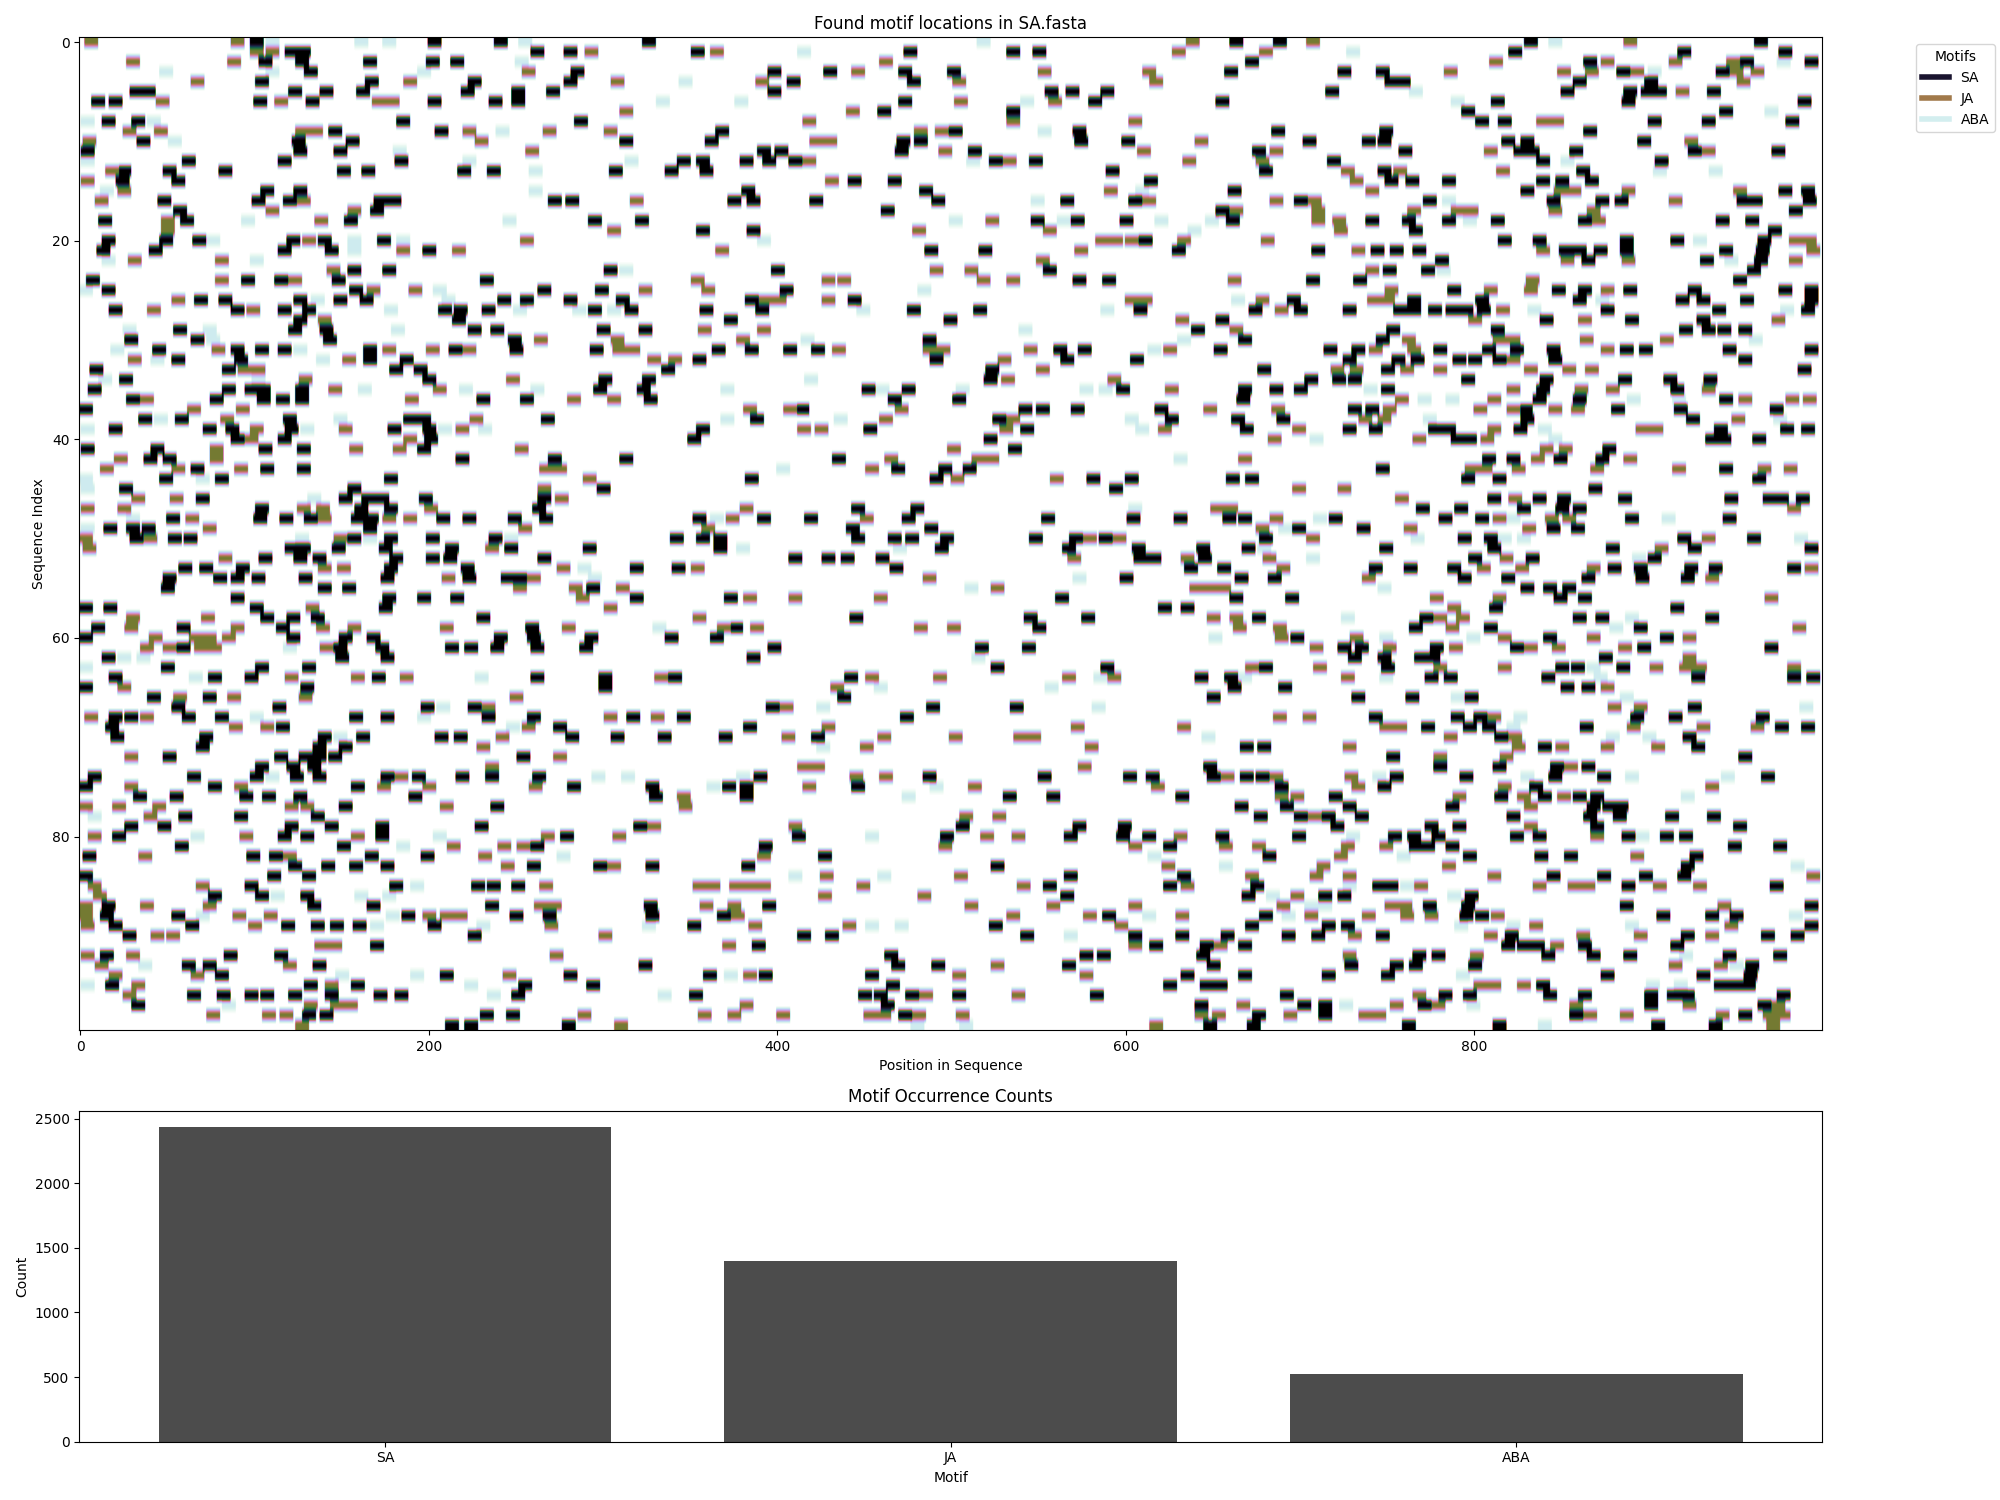 Found motif locations in SA.fasta
0
20
40
60
80
Sequence Index
0 200 400 600 800
Position in Sequence
Motifs
SA
JA
ABA
Motif Occurrence Counts
2500
2000
1500
1000
500
0
Count
SA JA ABA
Motif